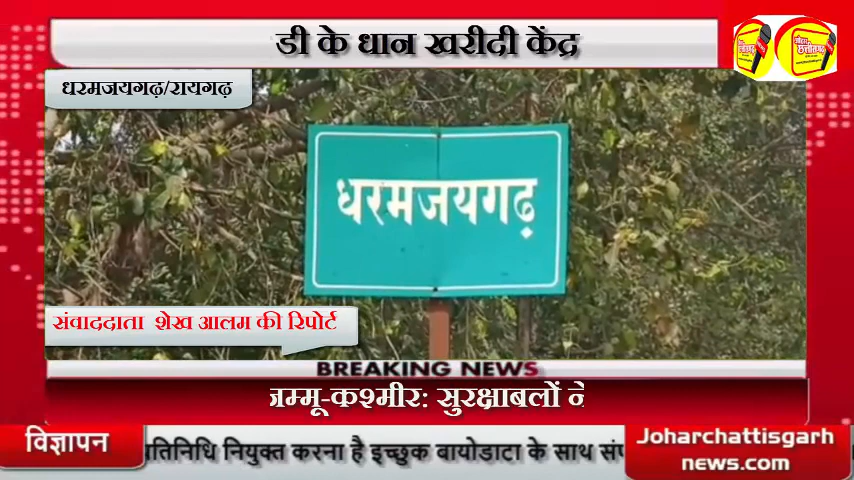 डी के धान खरीदी केंद्र
धरमजयगढ़/रायगढ़
धरमजयगढ़
संवाददाता शेख आलम की रिपोर्ट
BREAKING NEWS
जम्मू-कश्मीर: सुरक्षाबलों ने
विज्ञापन
प्रतिनिधि नियुक्त करना है इच्छुक बायोडाटा के साथ
Joharchattisgarh
news.com